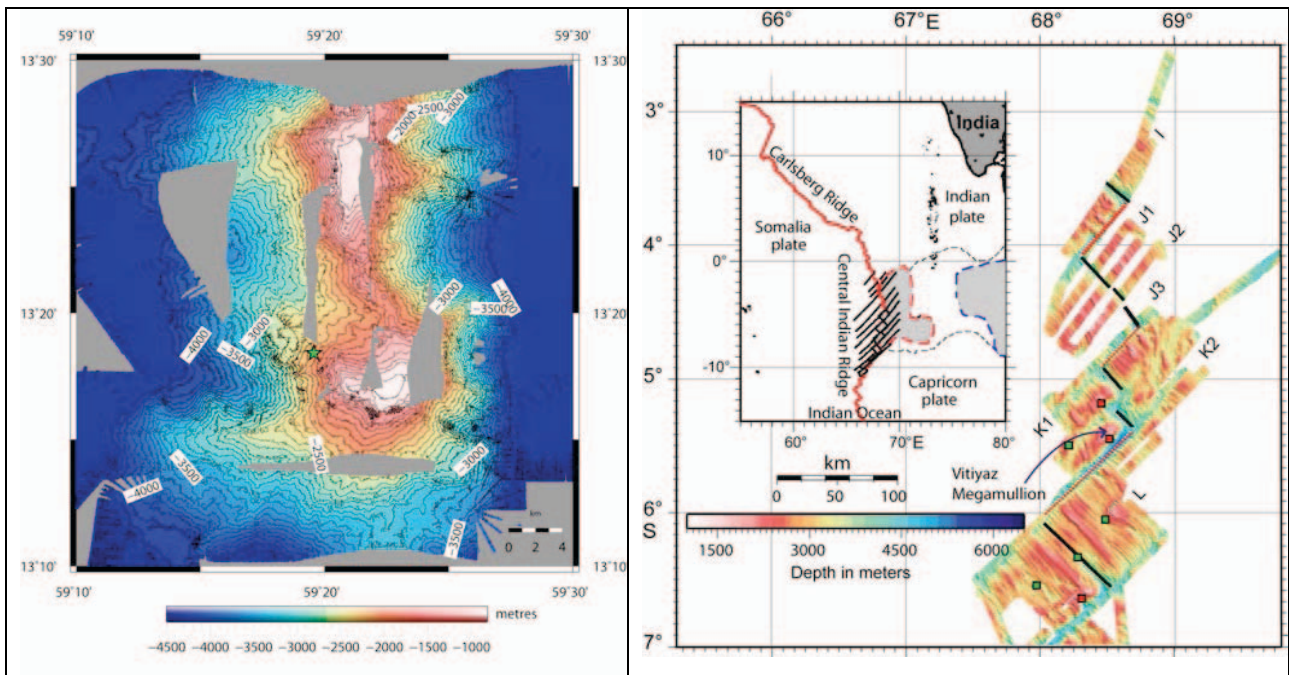 59°10' 59°20' 59°30'
13°30' 13°30'
-2000
-2500
-3000
-3000
-3500
-4000
-3000
-3500
-4000
13°20' 13°20'
-2500
-3000
-3500
-4000
-3500
km
0 2 4
13°10' 13°10'
59°10' 59°20' 59°30'
metres
-4500 -4000 -3500 -3000 -2500 -2000 -1500 -1000
66° 67°E 68° 69°
3°
4°
5°
6°
S
7°
I
J1
J2
J3
K2
K1
L
India
10°
Carlsberg Ridge
Indian
plate
Somalia
plate
0°
Central Indian Ridge
-10°
Capricorn
plate
Indian Ocean
60° 70°E 80°
km
0 50 100
Vitiyaz
Megamullion
1500 3000 4500 6000
Depth in meters